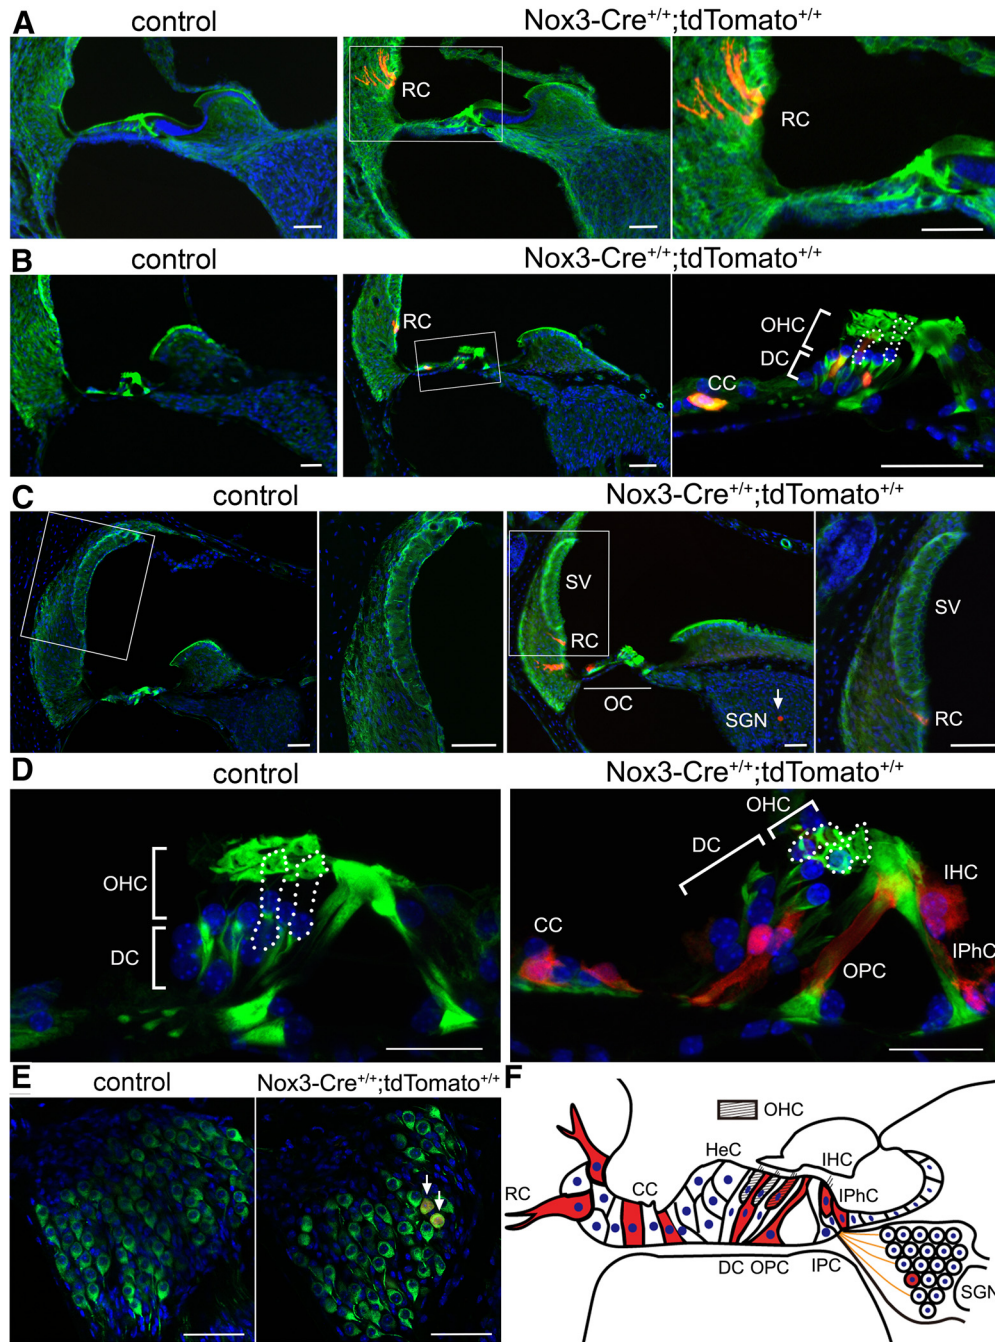 A control Nox3-Cre+/+;tdTomato+/+
RC RC
B control Nox3-Cre+/+;tdTomato+/+
RC OHC
DC
CC
C control Nox3-Cre+/+;tdTomato+/+
SV SV
RC
OC
SGN RC
D control Nox3-Cre+/+;tdTomato+/+
OHC
DC
OHC
DC
IHC
CC
IPhC
OPC
E control Nox3-Cre+/+;tdTomato+/+
F
OHC
HeC IHC
RC CC IPhC
DC OPC IPC
SGN